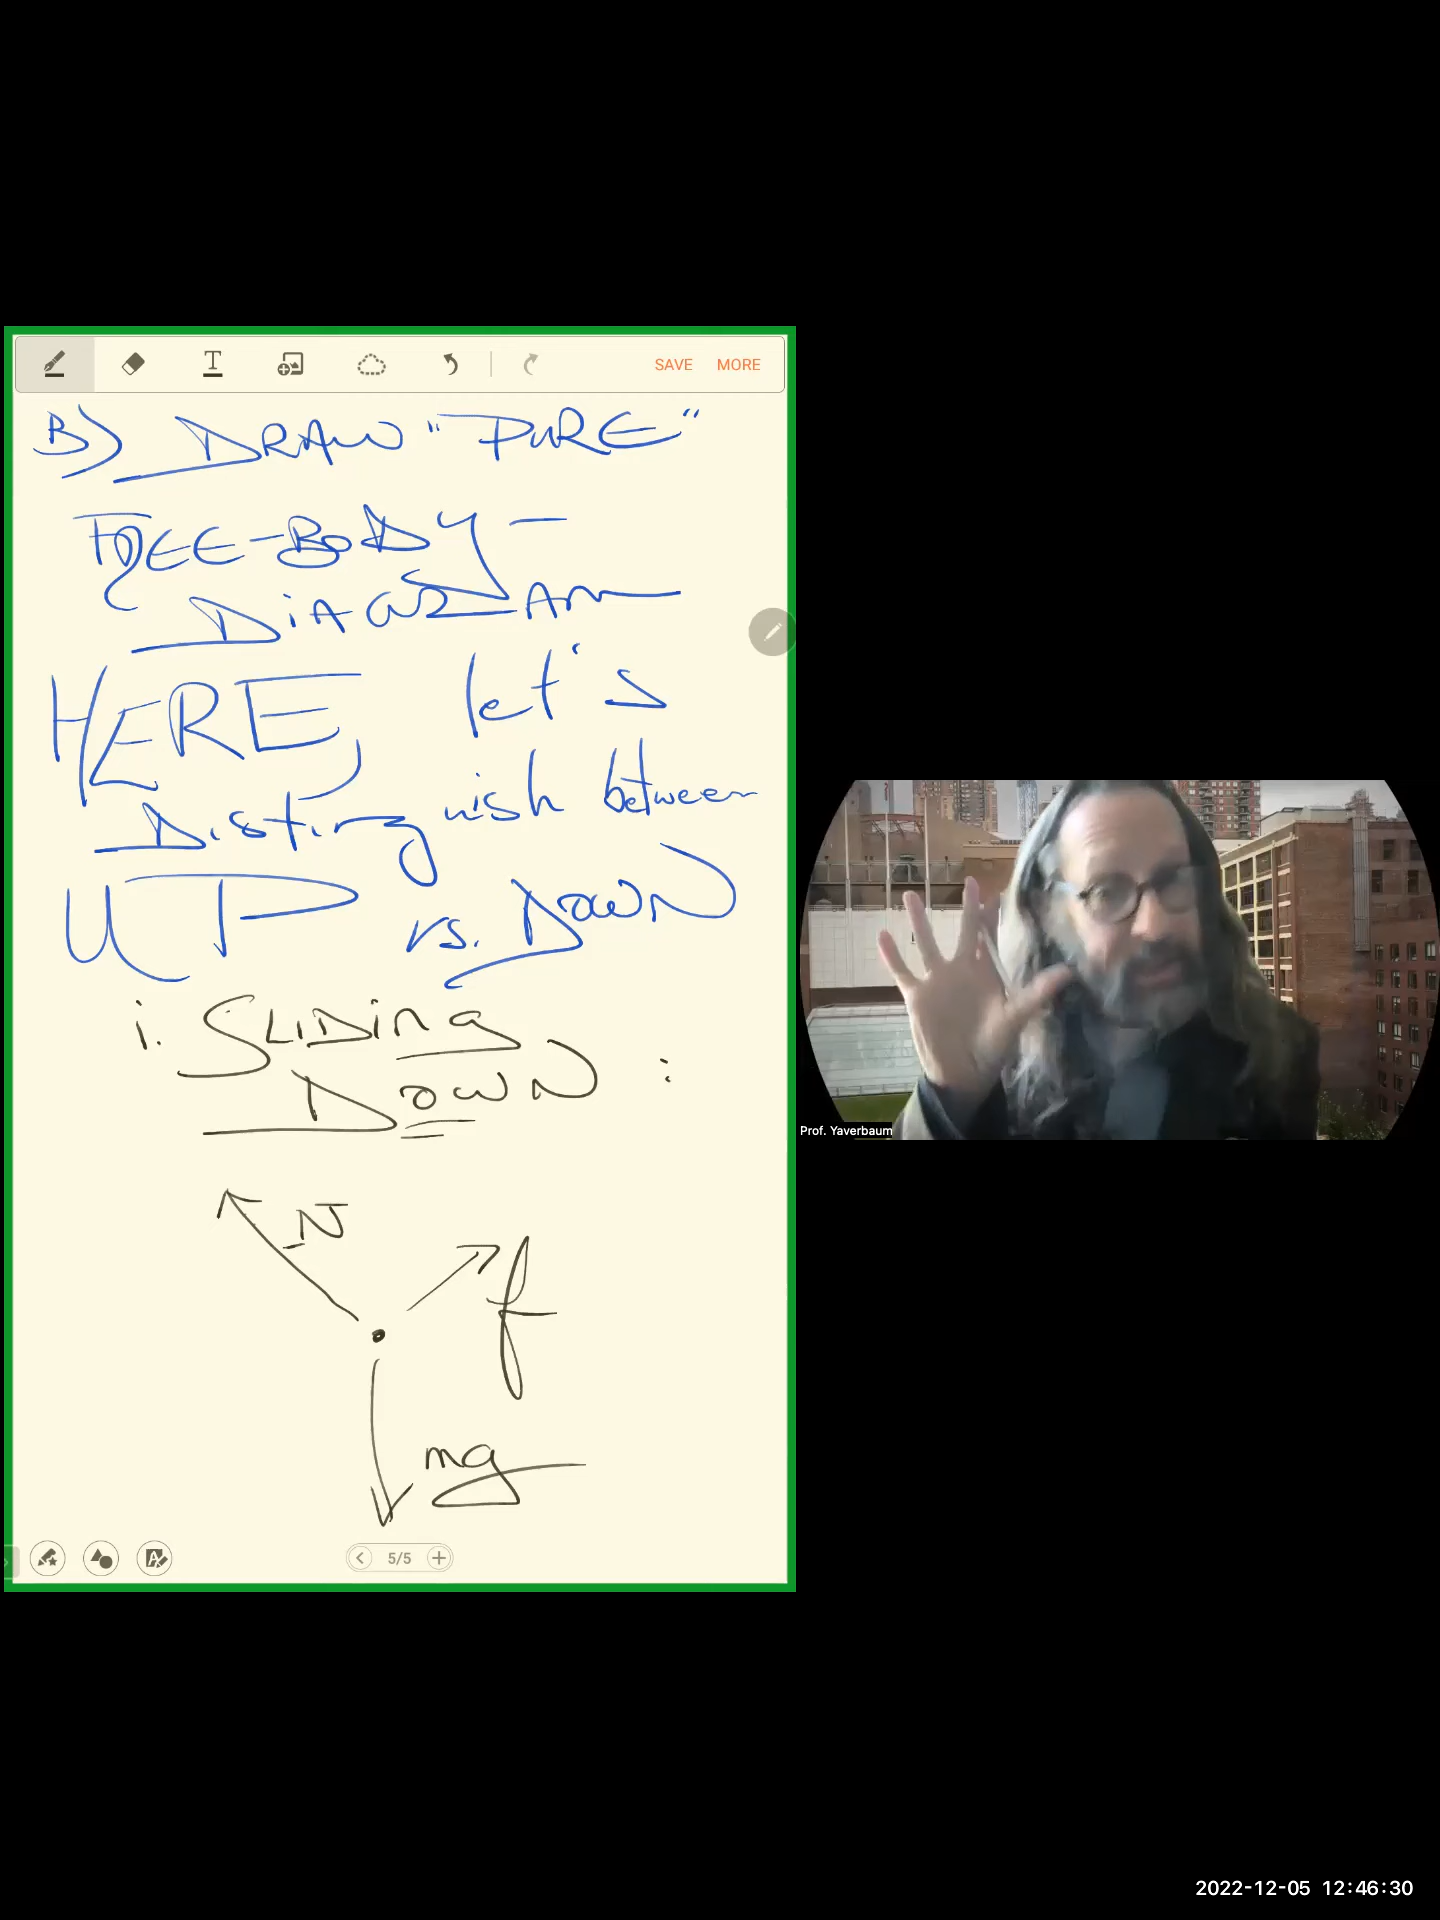 T
SAVE MORE
B) DRAW "PURE"
FREE-BODY-
DIAGRAM
HERE, let's
Distinguish between
UP vs. DOWN
i. SLIDING
DOWN :
N
f
mg
A
5/5
Prof. Yaverbaum
2022-12-05 12:46:30